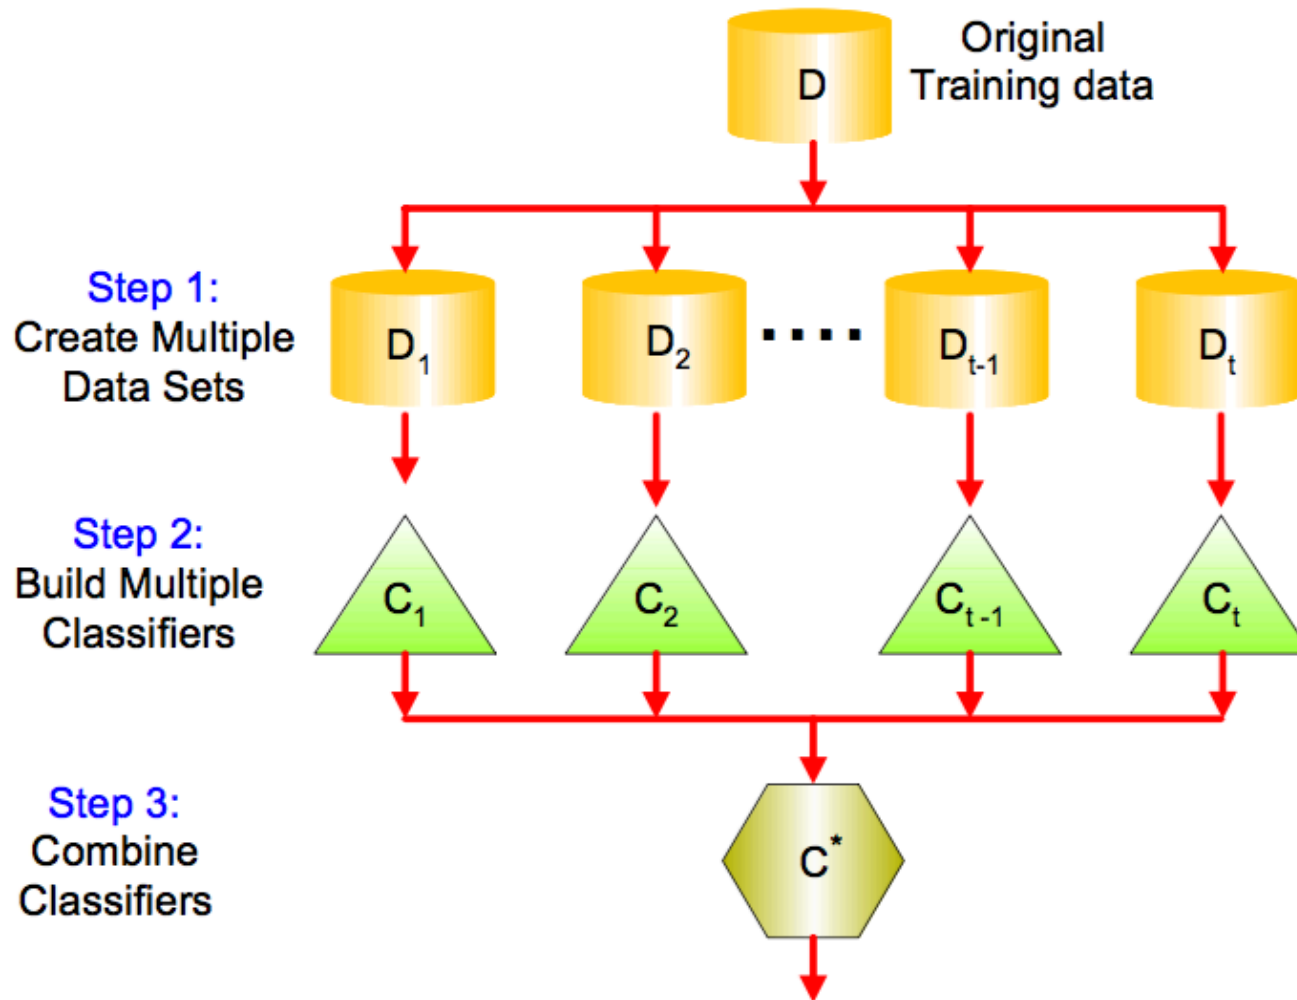 D
Original
Training data
Step 1:
Create Multiple
Data Sets
D1
D2
....
Dt-1
Dt
Step 2:
Build Multiple
Classifiers
C1
C2
Ct-1
Ct
Step 3:
Combine
Classifiers
C*